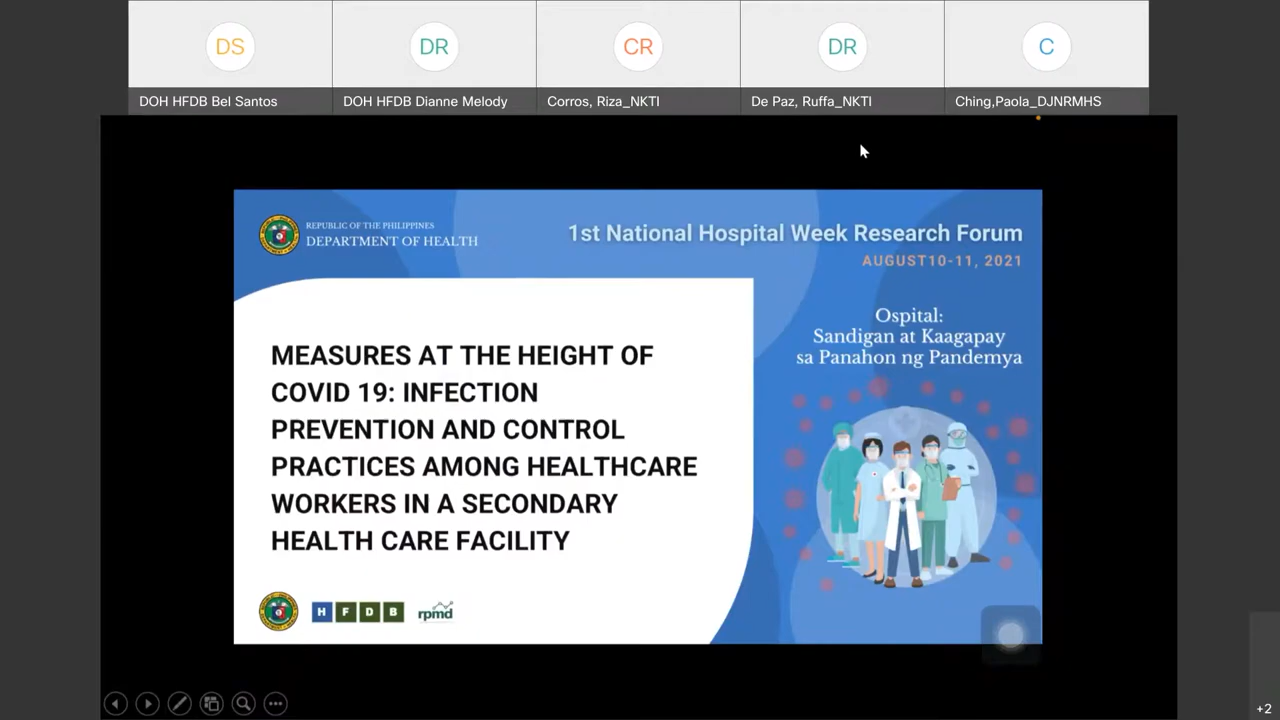 DS
DR
CR
DR
C
DOH HFDB Bel Santos
DOH HFDB Dianne Melody
Corros, Riza_NKTI
De Paz, Ruffa_NKTI
Ching,Paola_DJNRMHS
REPUBLIC OF THE PHILIPPINES
DEPARTMENT OF HEALTH
1st National Hospital Week Research Forum
AUGUST10-11, 2021
MEASURES AT THE HEIGHT OF
COVID 19: INFECTION
PREVENTION AND CONTROL
PRACTICES AMONG HEALTHCARE
WORKERS IN A SECONDARY
HEALTH CARE FACILITY
Ospital:
Sandigan at Kaagapay
sa Panahon ng Pandemya
H F D B
rpmd
+2